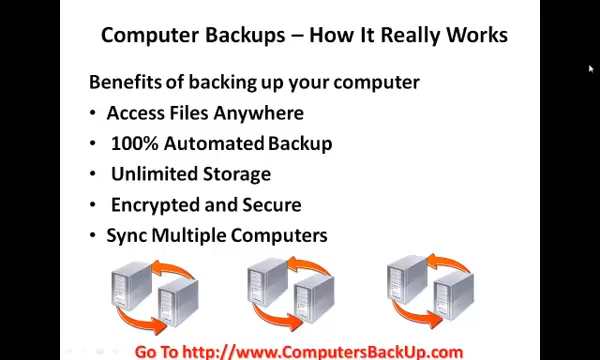 Computer Backups – How It Really Works
Benefits of backing up your computer
• Access Files Anywhere
• 100% Automated Backup
• Unlimited Storage
• Encrypted and Secure
• Sync Multiple Computers
Go To http://www.ComputersBackUp.com